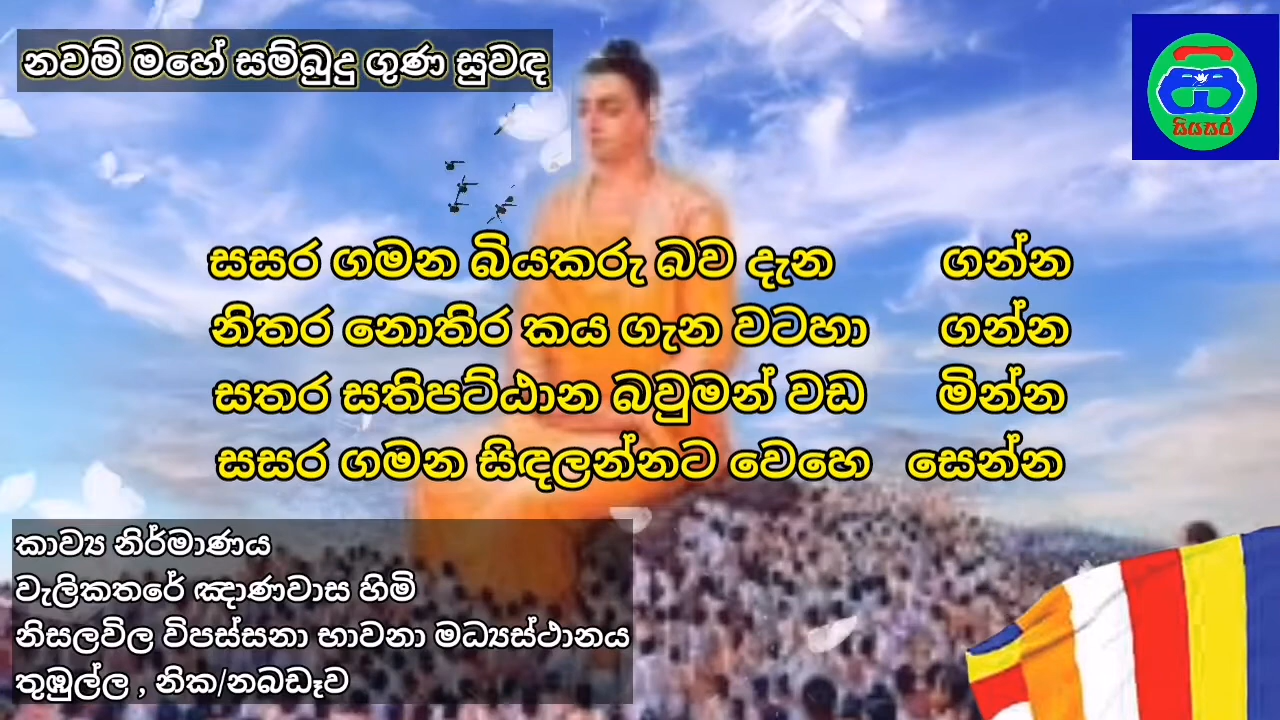 නවම් මහේ සම්බුදු ගුණ සුවඳ
සියසර
සසර ගමන බියකරු බව දැන ගන්න
නිතර නොතිර කය ගැන වටහා ගන්න
සතර සතිපට්ඨාන බවුමන් වඩ මින්න
සසර ගමන සිඳලන්නට වෙහෙ සෙන්න
කාව්‍ය නිර්මාණය
වැලිකතරේ ඤාණවාස හිමි
නිසලවිල විපස්සනා භාවනා මධ්‍යස්ථානය
තුඹුල්ල , නික/නබඩෑව